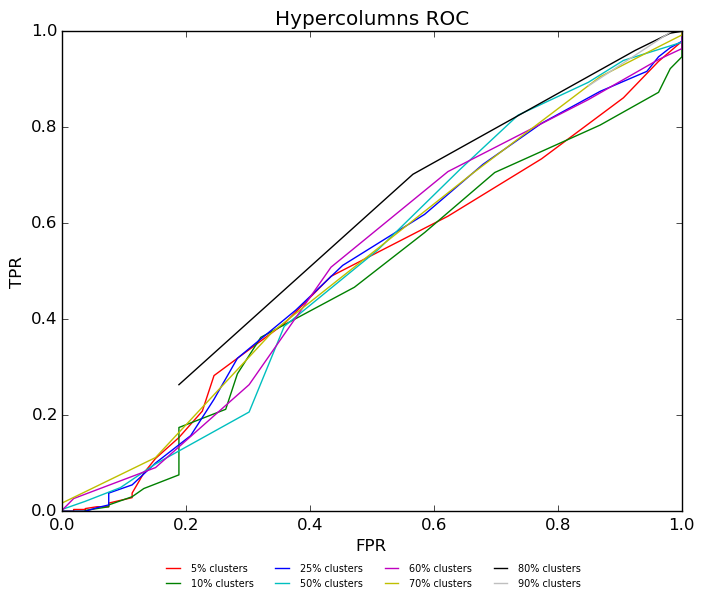 Hypercolumns ROC
1.0
0.8
0.6
0.4
0.2
0.0
TPR
0.0 0.2 0.4 0.6 0.8 1.0
FPR
5% clusters 25% clusters 60% clusters 80% clusters
10% clusters 50% clusters 70% clusters 90% clusters